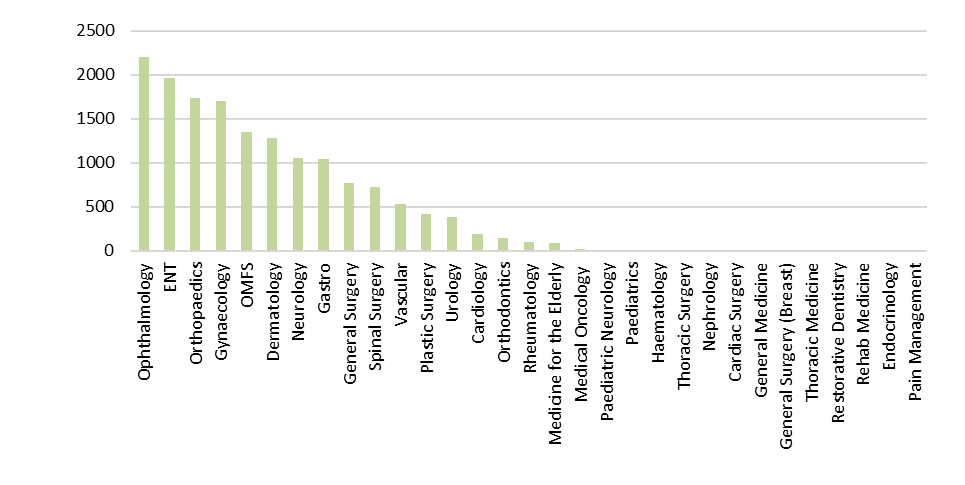 2500
2000
1500
1000
500
0
Ophthalmology
ENT
Orthopaedics
Gynaecology
OMFS
Dermatology
Neurology
Gastro
General Surgery
Spinal Surgery
Vascular
Plastic Surgery
Urology
Cardiology
Orthodontics
Rheumatology
Medicine for the Elderly
Medical Oncology
Paediatric Neurology
Paediatrics
Haematology
Thoracic Surgery
Nephrology
Cardiac Surgery
General Medicine
General Surgery (Breast)
Thoracic Medicine
Restorative Dentistry
Rehab Medicine
Endocrinology
Pain Management